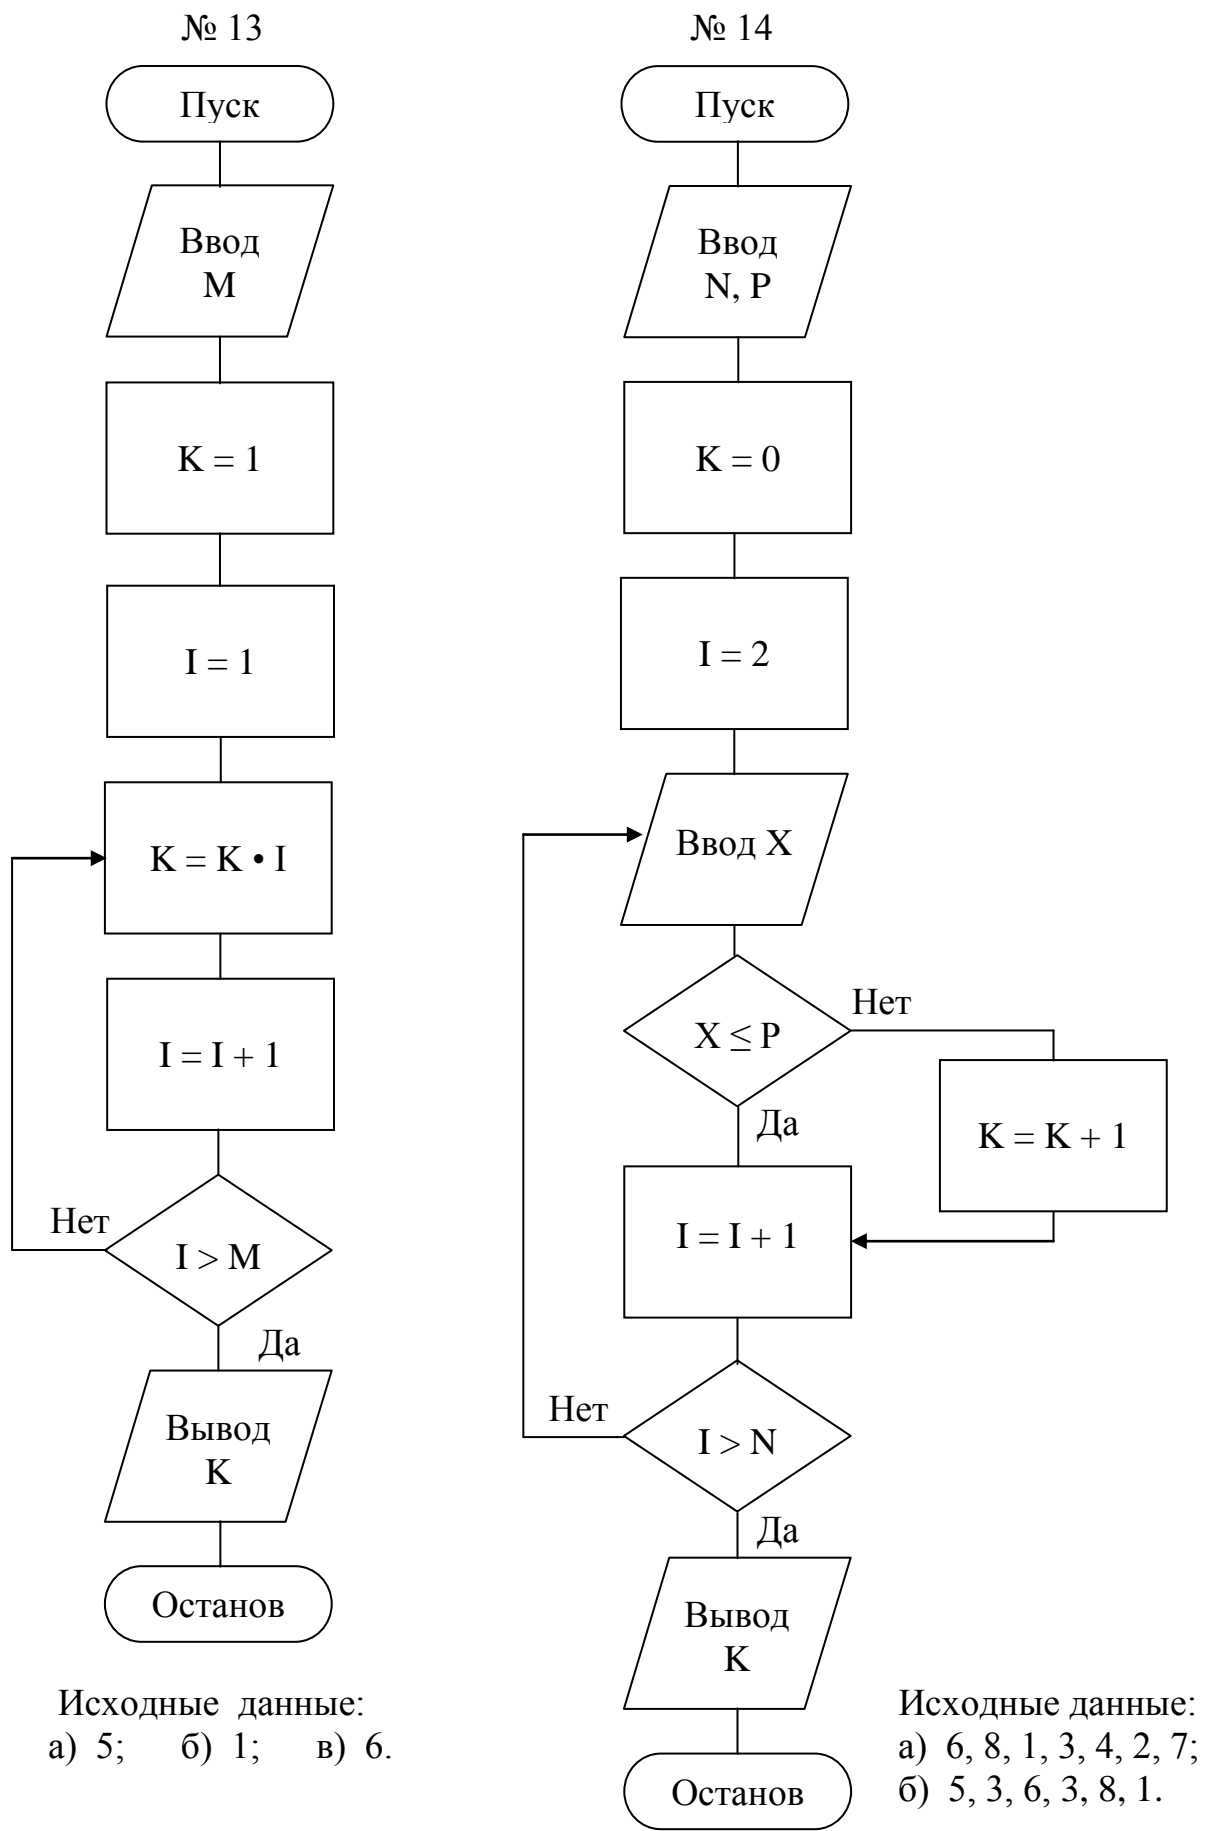 № 13
Пуск
Ввод
M
K = 1
I = 1
K = K • I
I = I + 1
Нет
I > M
Да
Вывод
K
Останов
Исходные данные:
а) 5; б) 1; в) 6.
№ 14
Пуск
Ввод
N, P
K = 0
I = 2
Ввод X
Нет
X ≤ P
Да
K = K + 1
I = I + 1
Нет
I > N
Да
Вывод
K
Останов
Исходные данные:
а) 6, 8, 1, 3, 4, 2, 7;
б) 5, 3, 6, 3, 8, 1.